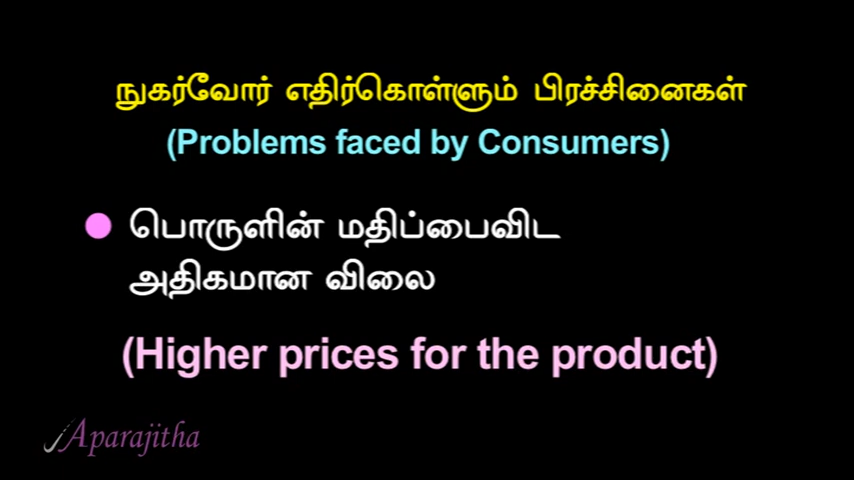 நுகர்வோர் எதிர்கொள்ளும் பிரச்சினைகள்
(Problems faced by Consumers)
பொருளின் மதிப்பைவிட
அதிகமான விலை
(Higher prices for the product)
Aparajitha